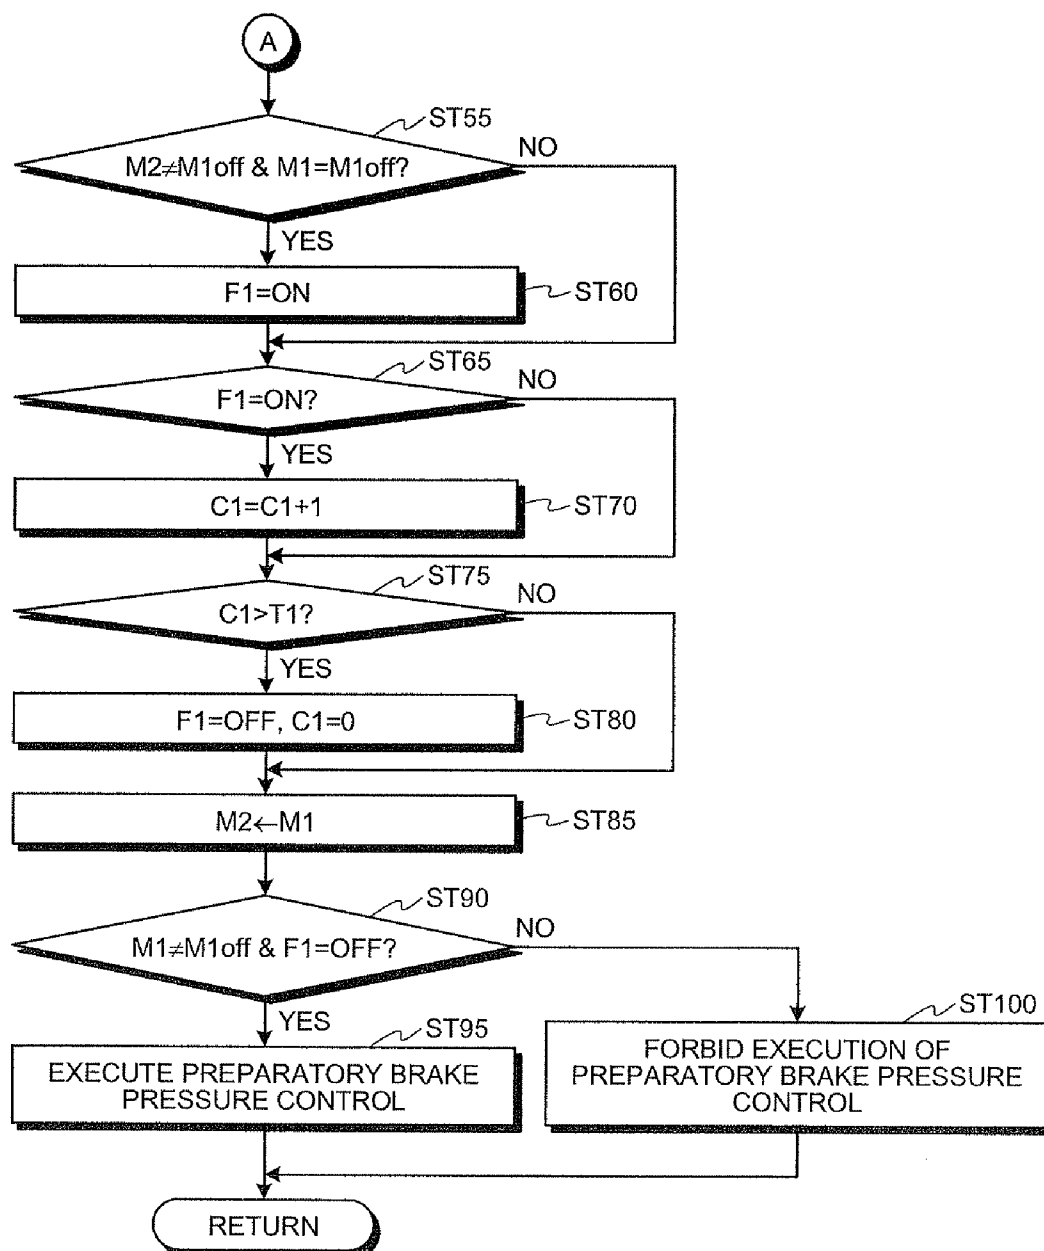 A
ST55
M2≠M1off & M1=M1off?
NO
YES
F1=ON
ST60
ST65
F1=ON?
NO
YES
C1=C1+1
ST70
ST75
C1>T1?
NO
YES
F1=OFF, C1=0
ST80
M2←M1
ST85
ST90
M1≠M1off & F1=OFF?
NO
YES
ST95
EXECUTE PREPARATORY BRAKE
PRESSURE CONTROL
ST100
FORBID EXECUTION OF
PREPARATORY BRAKE PRESSURE
CONTROL
RETURN